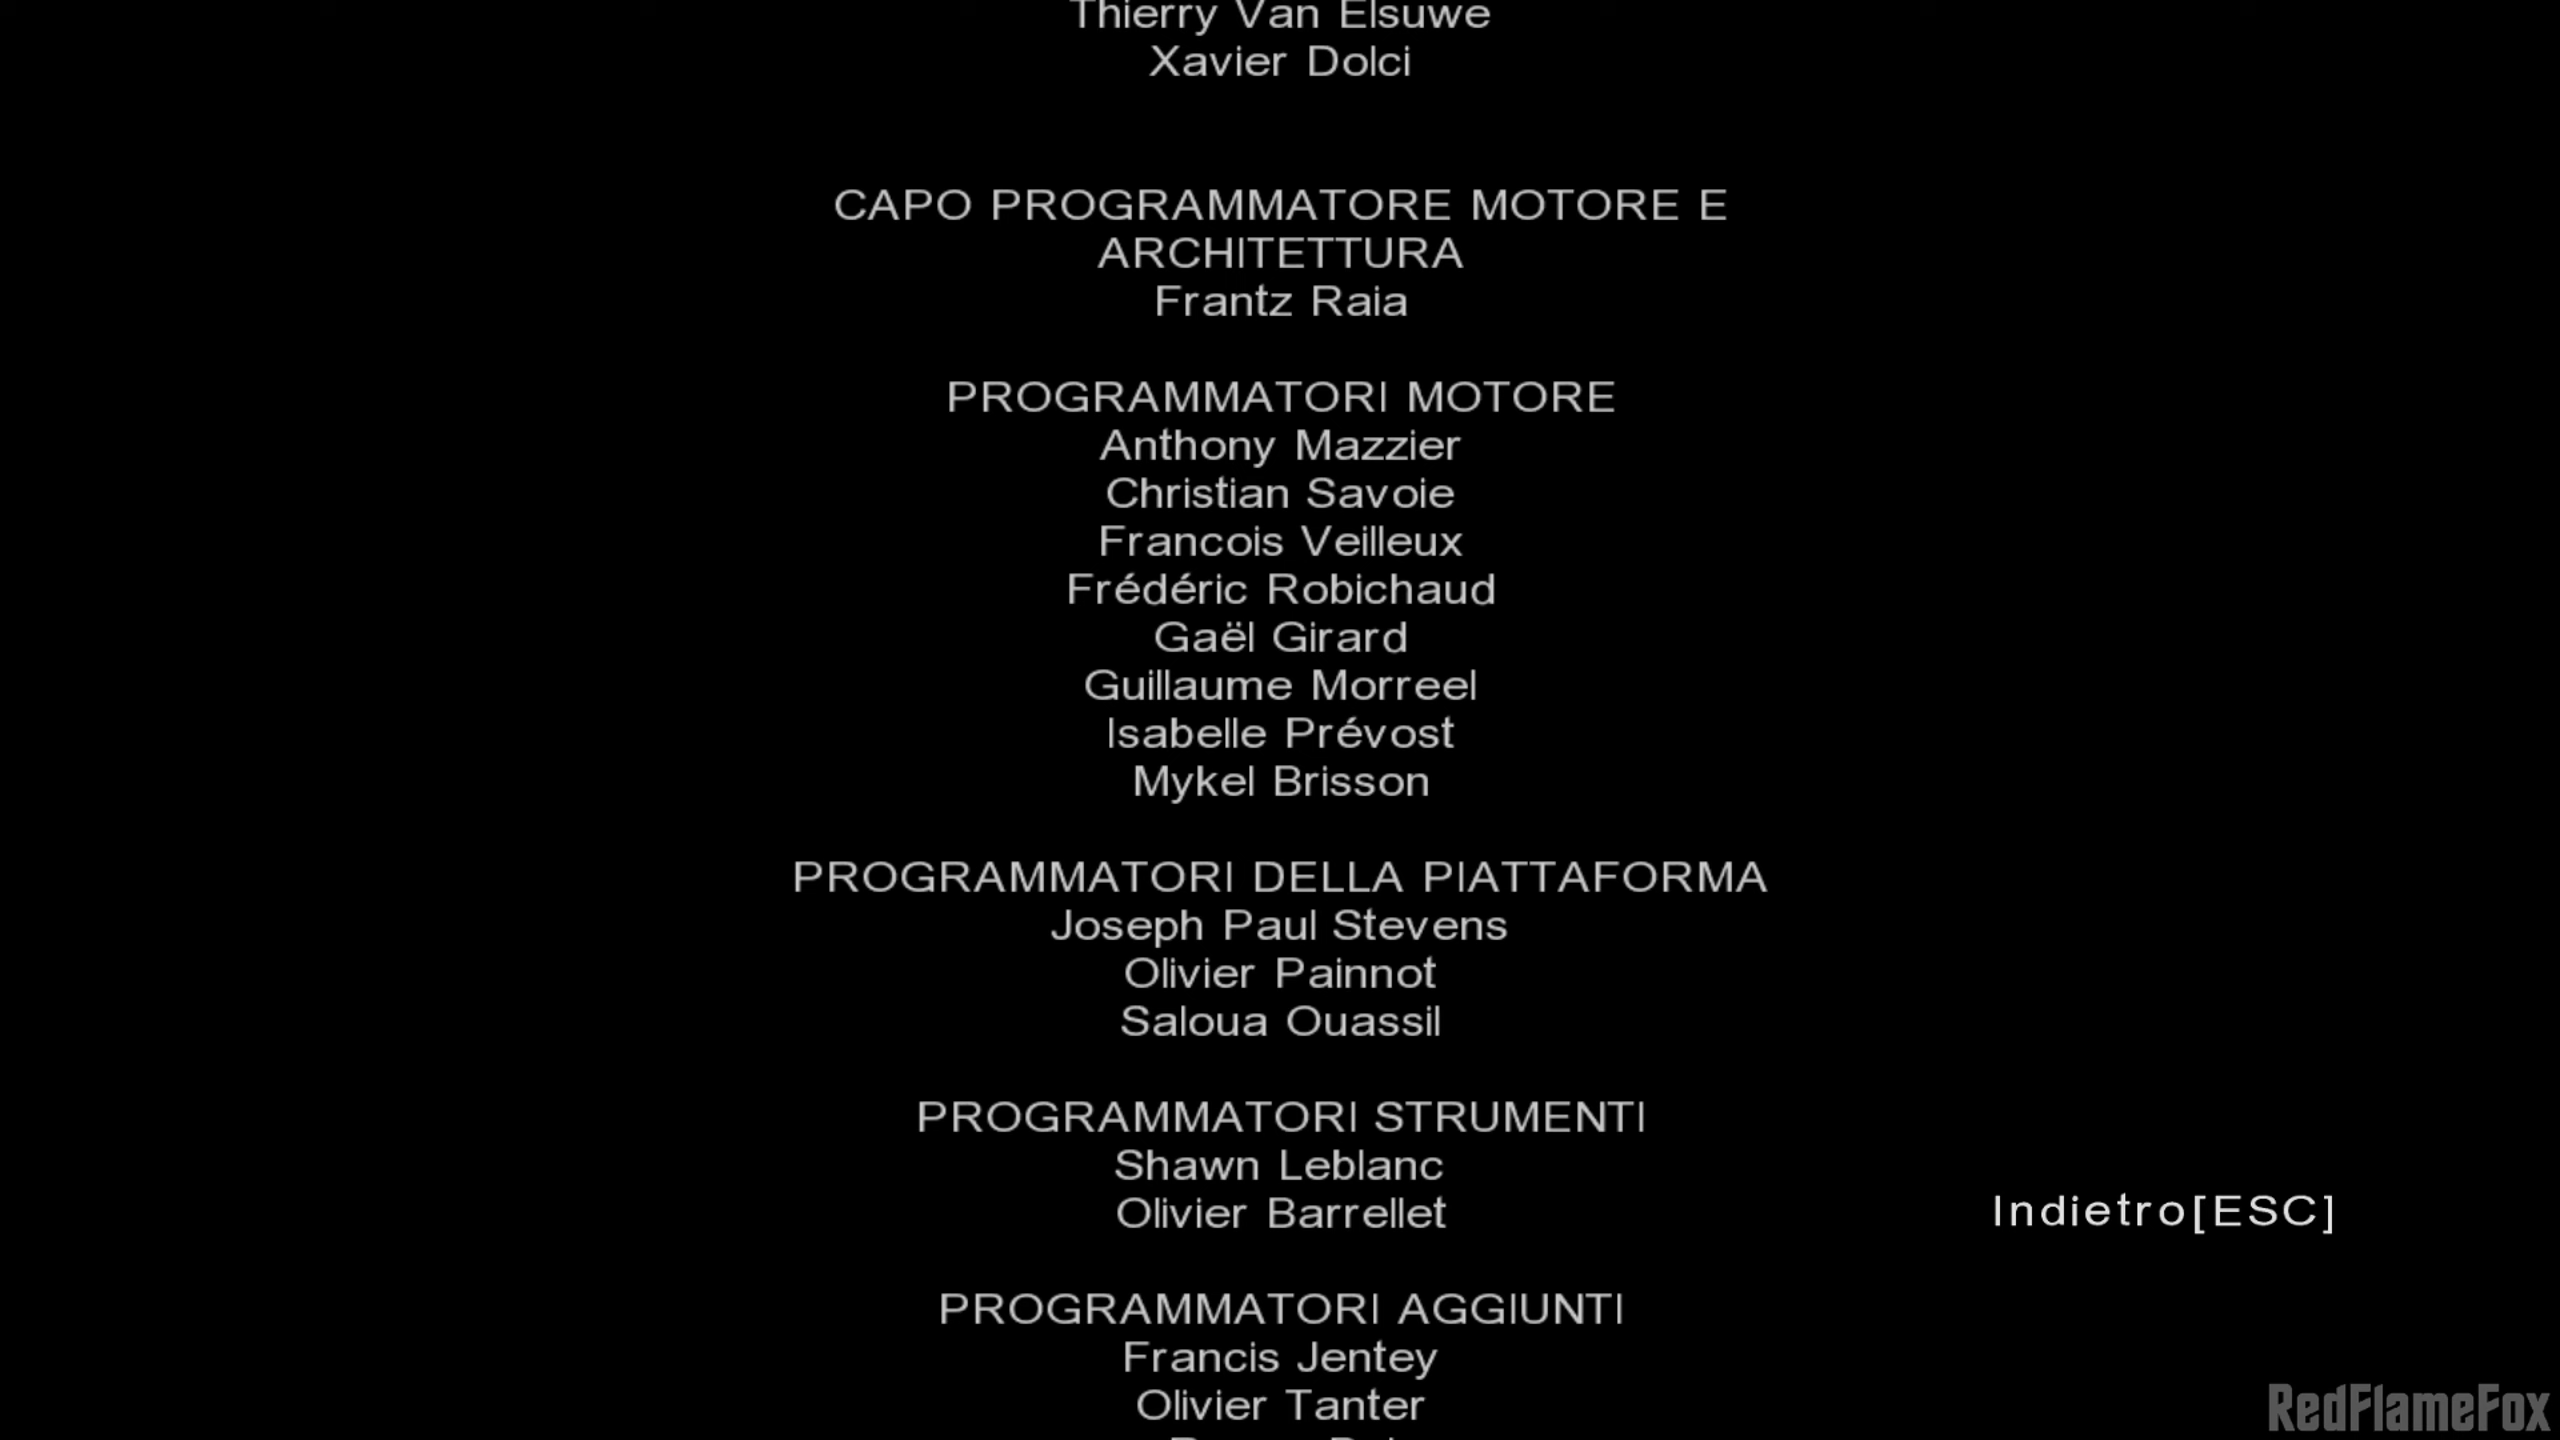 Thierry Van Elsuwe
Xavier Dolci
CAPO PROGRAMMATORE MOTORE E
ARCHITETTURA
Frantz Raia
PROGRAMMATORI MOTORE
Anthony Mazzier
Christian Savoie
Francois Veilleux
Frédéric Robichaud
Gaël Girard
Guillaume Morreel
Isabelle Prévost
Mykel Brisson
PROGRAMMATORI DELLA PIATTAFORMA
Joseph Paul Stevens
Olivier Painnot
Saloua Ouassil
PROGRAMMATORI STRUMENTI
Shawn Leblanc
Olivier Barrellet
Indietro[ESC]
PROGRAMMATORI AGGIUNTI
Francis Jentey
Olivier Tanter
RedFlameFox